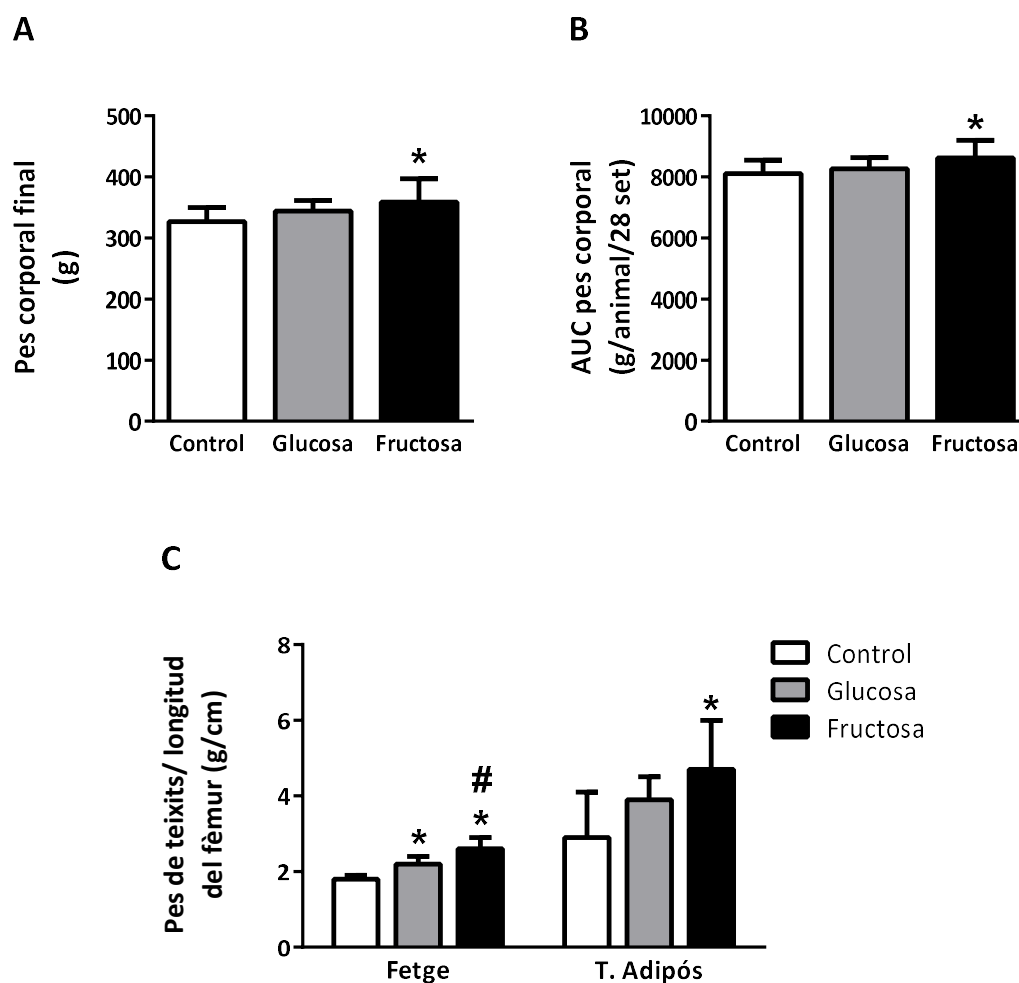 A
B
Pes corporal final
(g)
500
400
300
200
100
0
*
Control
Glucosa
Fructosa
AUC pes corporal
(g/animal/28 set)
10000
8000
6000
4000
2000
0
*
Control
Glucosa
Fructosa
C
Pes de teixits/ longitud
del fèmur (g/cm)
8
6
4
2
0
*
#
*
*
Fetge
T. Adipós
Control
Glucosa
Fructosa